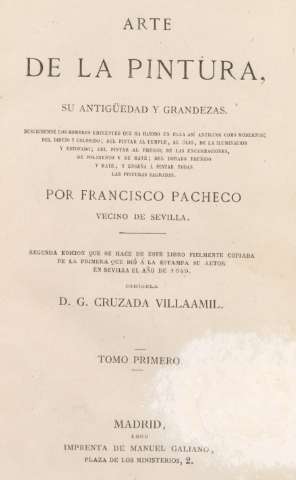 ARTE
DE LA PINTURA,
SU ANTIGÜEDAD Y GRANDEZAS.
DESCRIBENSE LOS HOMBRES EMINENTES QUE HA HABIDO EN ELLA ASÍ ANTIGUOS COMO MODERNOS;
DEL DIBUJO Y COLORIDO; DEL PINTAR AL TEMPLE, AL OLIO, DE LA ILUMINACION
Y ESTOFADO; DEL PINTAR AL FRESCO; DE LAS ENCARNACIONES,
DE POLIMENTO Y DE MATE; DEL DORADO BRUÑIDO
Y MATE; Y ENSEÑA Á PINTAR TODAS
LAS PINTURAS SAGRADAS.
POR FRANCISCO PACHECO
VECINO DE SEVILLA.
SEGUNDA EDICION QUE SE HACE DE ESTE LIBRO FIELMENTE COPIADA
DE LA PRIMERA QUE DIÓ Á LA ESTAMPA SU AUTOR
EN SEVILLA EL AÑO DE 1649.
DIRÍGELA
D. G. CRUZADA VILLAAMIL.
TOMO PRIMERO
MADRID,
1866
IMPRENTA DE MANUEL GALIANO,
PLAZA DE LOS MINISTERIOS, 2.